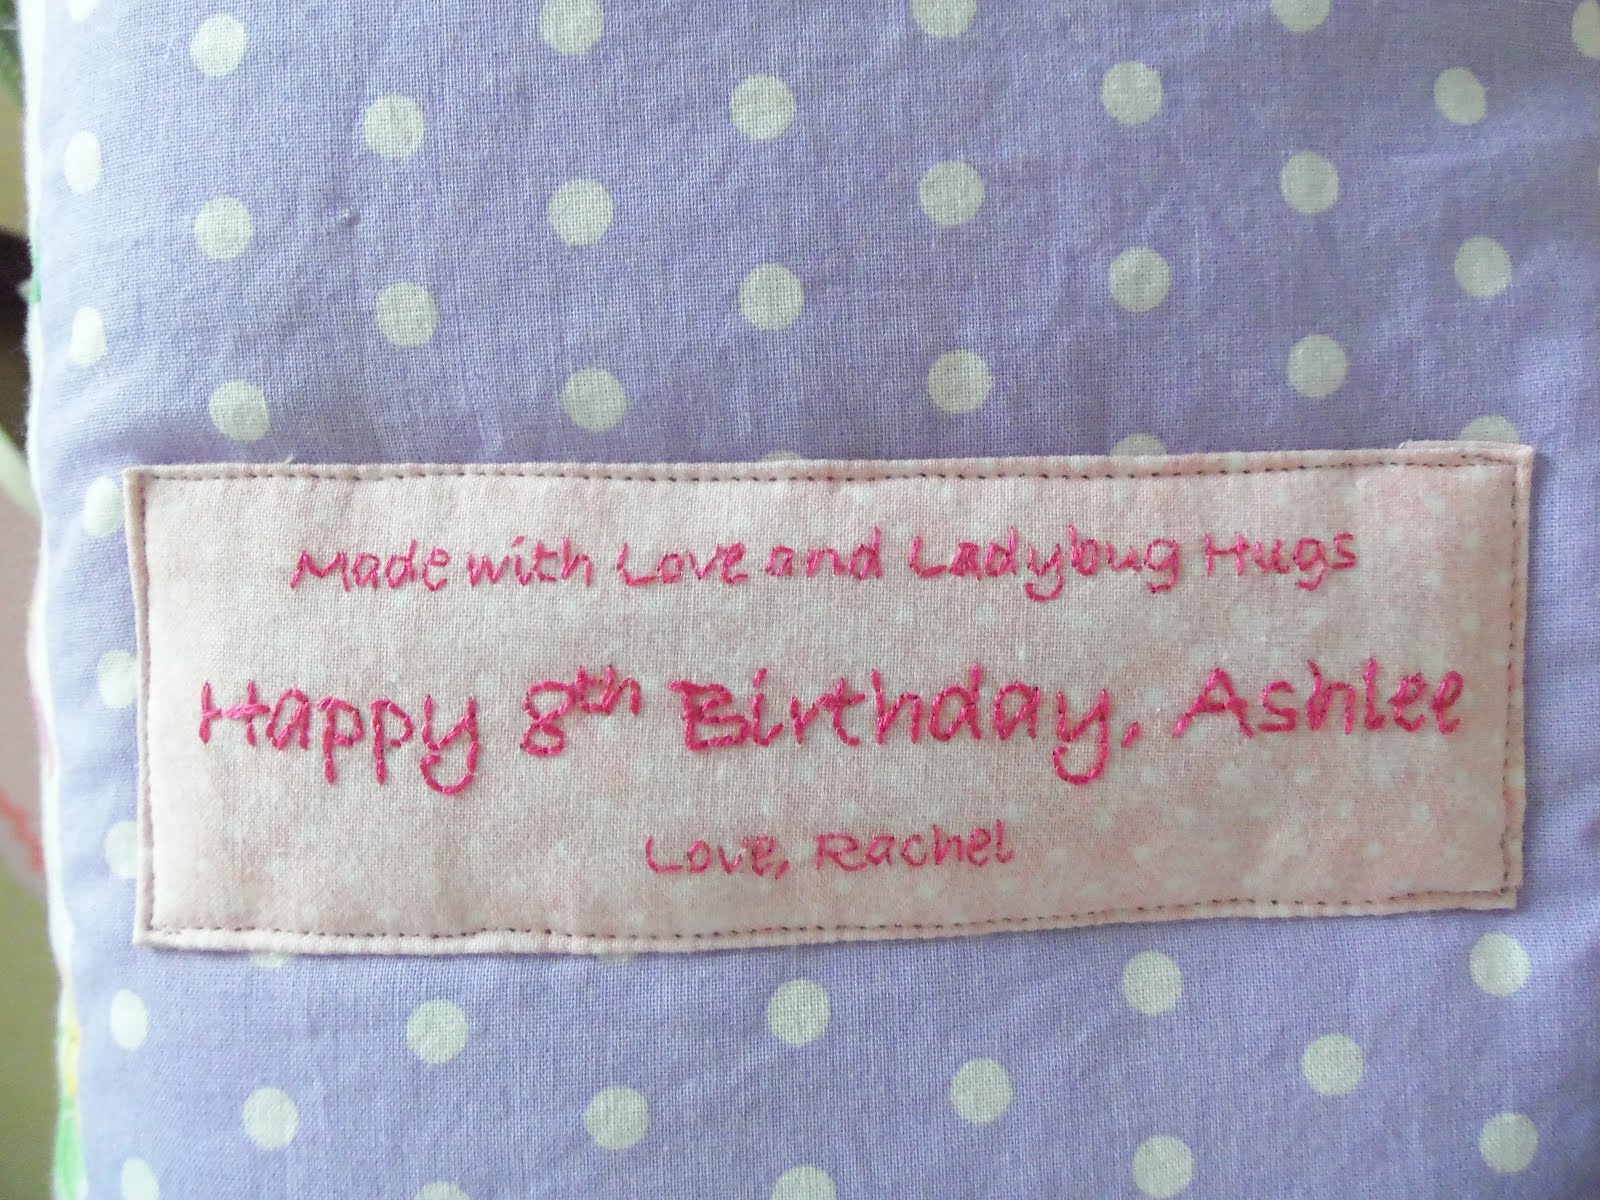 Made with Love and Ladybug Hugs
Happy 8th Birthday, Ashlee
Love, Rachel